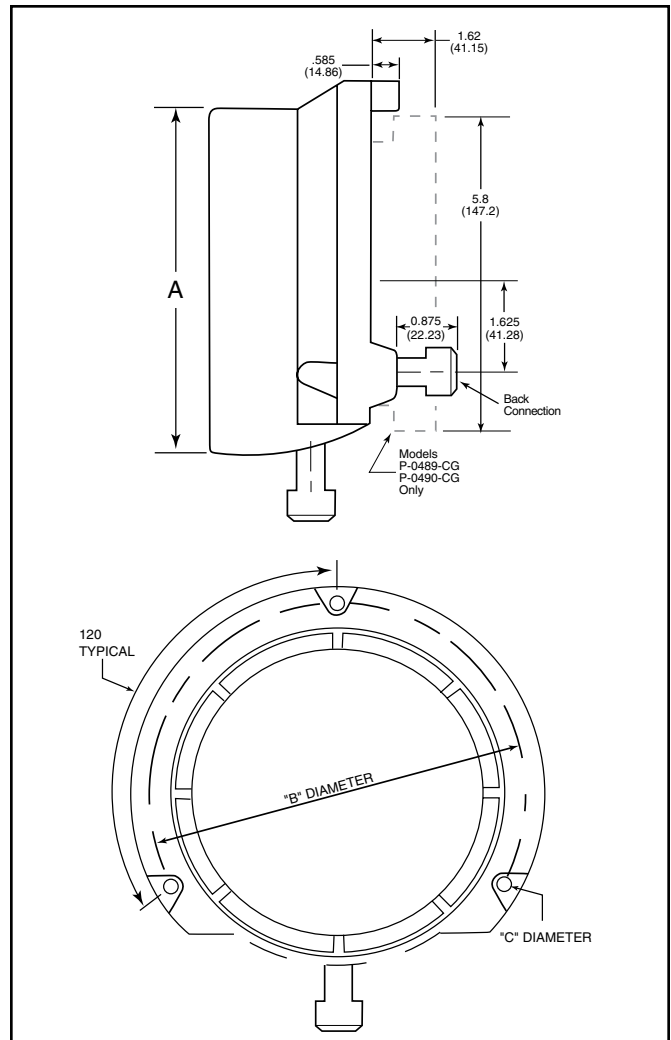 1.62
(41.15)
.585
(14.86)
5.8
(147.2)
A
0.875
(22.23)
1.625
(41.28)
Back
Connection
Models
P-0489-CG
P-0490-CG
Only
120
TYPICAL
"B" DIAMETER
"C" DIAMETER